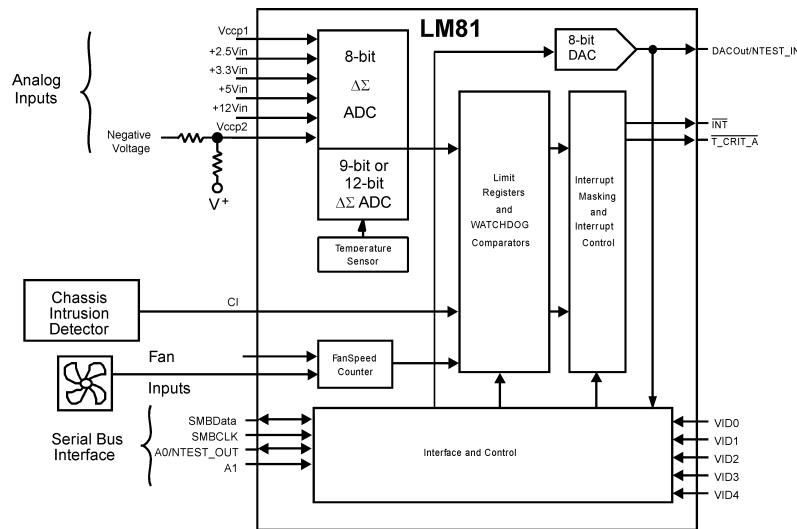 LM81
Vccp1
+2.5Vin
+3.3Vin
+5Vin
+12Vin
Vccp2
Analog
Inputs
Negative
Voltage
V+
8-bit
ΔΣ
ADC
9-bit or
12-bit
ΔΣ ADC
Temperature
Sensor
8-bit
DAC
DACOut/NTEST_IN
INT
T_CRIT_A
Limit
Registers
and
WATCHDOG
Comparators
Interrupt
Masking
and
Interrupt
Control
Chassis
Intrusion
Detector
CI
Fan
Inputs
FanSpeed
Counter
Serial Bus
Interface
SMBData
SMBCLK
A0/NTEST_OUT
A1
Interface and Control
VID0
VID1
VID2
VID3
VID4